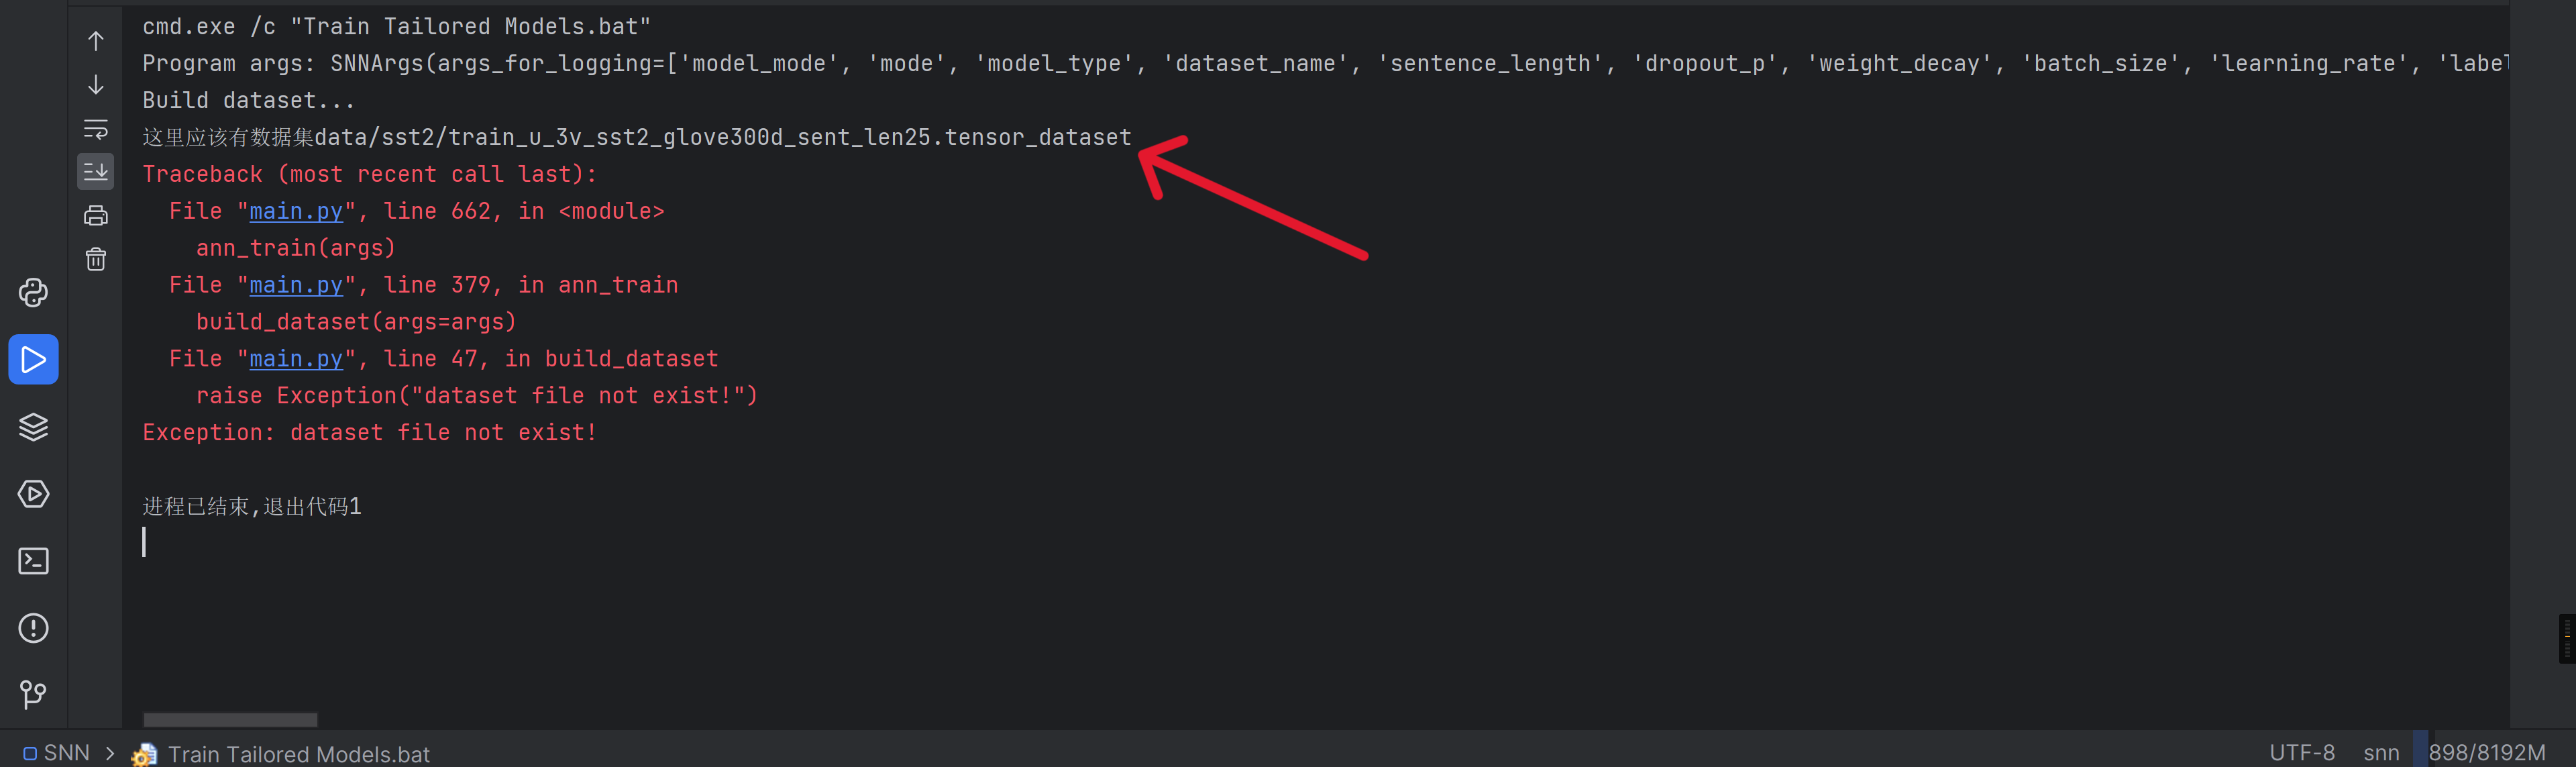 cmd.exe /c "Train Tailored Models.bat"
Program args: SNNArgs(args_for_logging=['model_mode', 'mode', 'model_type', 'dataset_name', 'sentence_length', 'dropout_p', 'weight_decay', 'batch_size', 'learning_rate', 'label
Build dataset...
这里应该有数据集data/sst2/train_u_3v_sst2_glove300d_sent_len25.tensor_dataset
Traceback (most recent call last):
  File "main.py", line 662, in <module>
    ann_train(args)
  File "main.py", line 379, in ann_train
    build_dataset(args=args)
  File "main.py", line 47, in build_dataset
    raise Exception("dataset file not exist!")
Exception: dataset file not exist!
进程已结束,退出代码1
SNN > Train Tailored Models.bat
UTF-8 snn 898/8192M